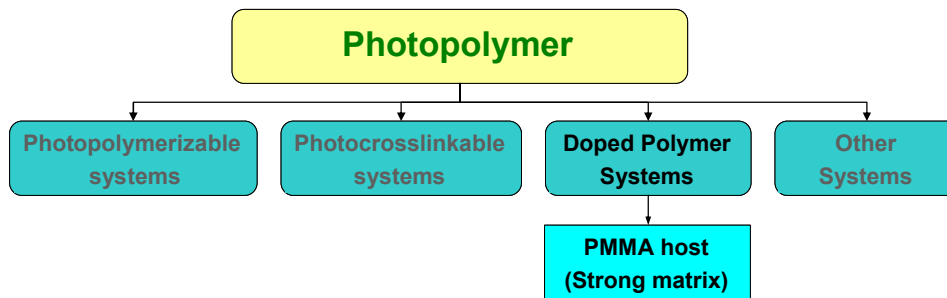 Photopolymer
Photopolymerizable
systems
Photocrosslinkable
systems
Doped Polymer
Systems
Other
Systems
PMMA host
(Strong matrix)